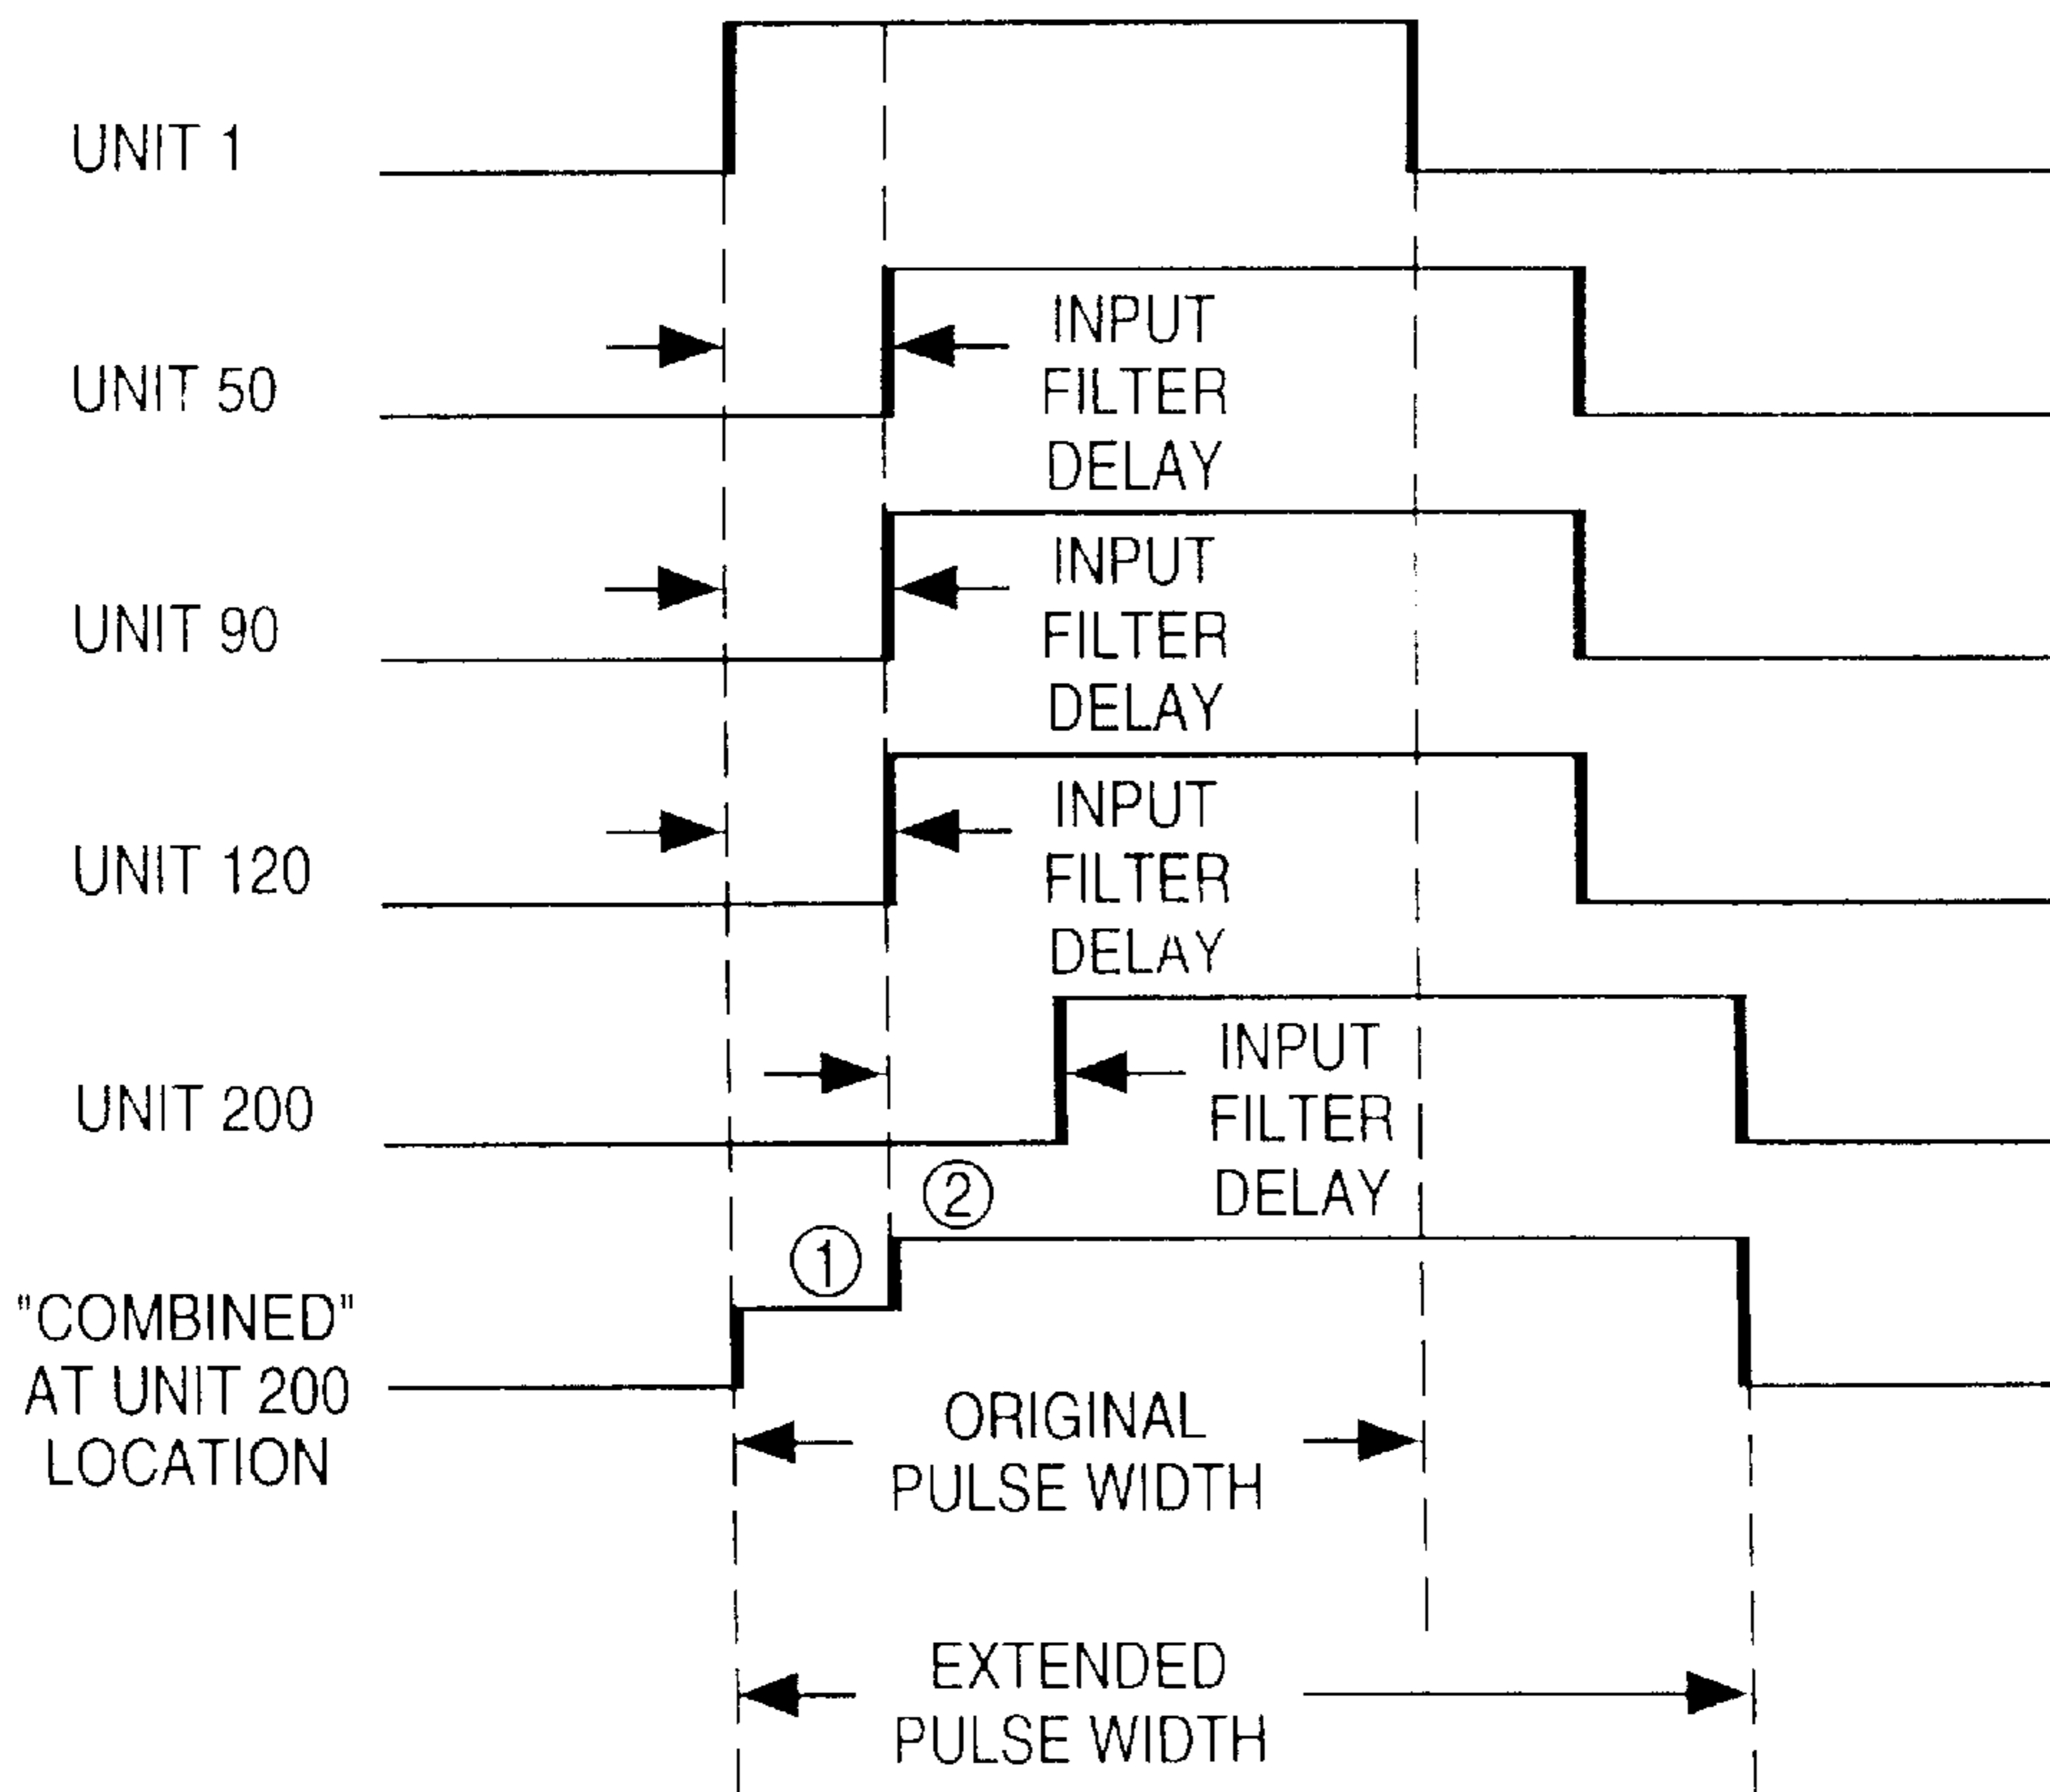 UNIT 1
UNIT 50
INPUT
FILTER
DELAY
UNIT 90
INPUT
FILTER
DELAY
UNIT 120
INPUT
FILTER
DELAY
UNIT 200
INPUT
FILTER
DELAY
①
②
"COMBINED"
AT UNIT 200
LOCATION
ORIGINAL
PULSE WIDTH
EXTENDED
PULSE WIDTH